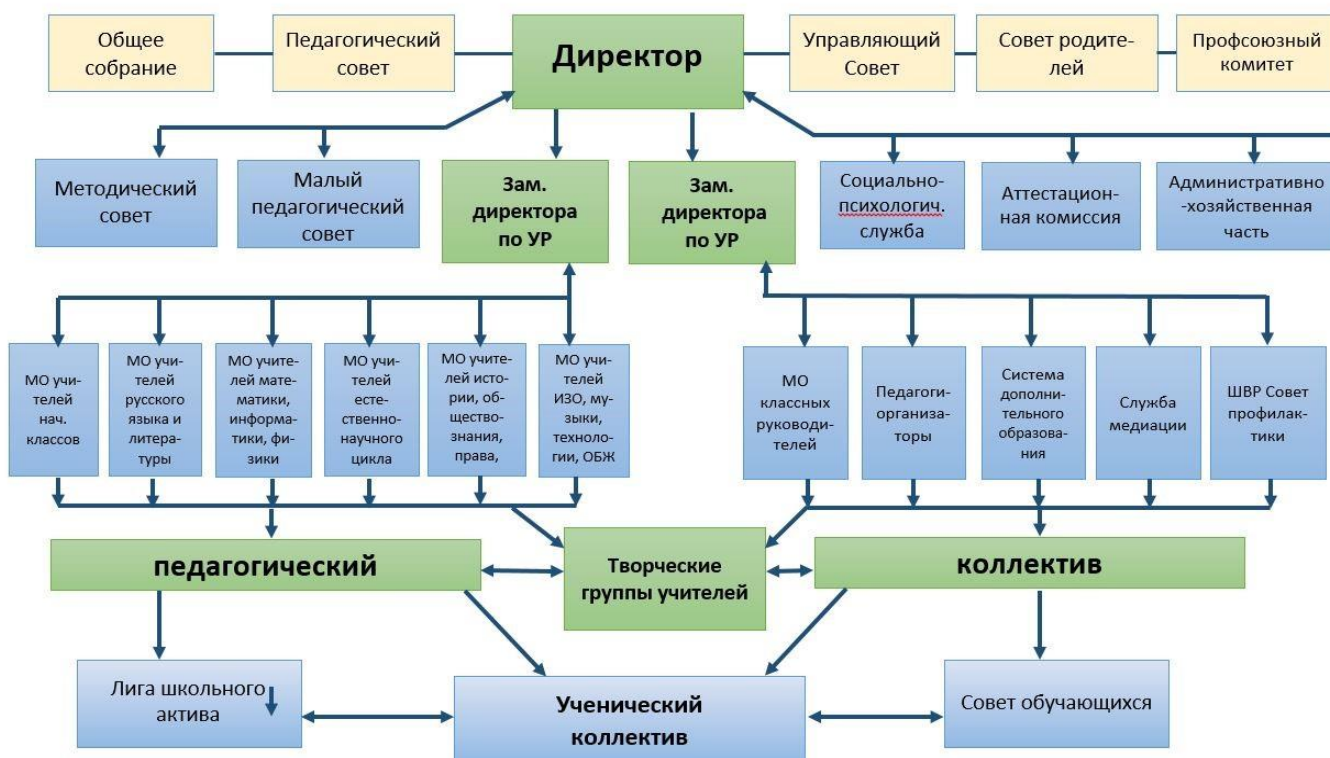 Общее
собрание
Педагогический
совет
Директор
Управляющий
Совет
Совет родите-
лей
Профсоюзный
комитет
Методический
совет
Малый
педагогический
совет
Зам.
директора
по УР
Зам.
директора
по УР
Социально-
психологич.
служба
Аттестацион-
ная комиссия
Административно
-хозяйственная
часть
МО учи-
телей
нач.
классов
МО учи-
телей
русского
языка и
литера-
туры
МО учите-
лей мате-
матики,
информа-
тики, фи-
зики
МО учи-
телей
есте-
ственно-
научного
цикла
МО учите-
лей исто-
рии, об-
ществo-
знания,
права,
МО учи-
телей
ИЗО, му-
зыки,
техноло-
гии, ОБЖ
МО
классных
руководи-
телей
Педагоги-
организа-
торы
Система
дополни-
тельного
образова-
ния
Служба
медиации
ШВР Совет
профилак-
тики
педагогический
Творческие
группы учителей
коллектив
Лига школьного
актива
Ученический
коллектив
Совет обучающихся